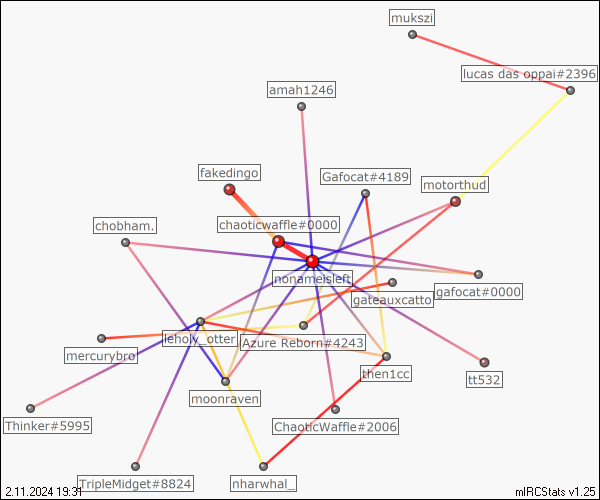 mukszi
lucas das oppai#2396
amah1246
fakedingo
Gafocat#4189
motorthud
chobham.
chaoticwaffle#0000
nonameisleft
gafocat#0000
gateauxcatto
leholy_otter
Azure Reborn#4243
mercurybro
then1cc
tt532
moonraven
Thinker#5995
ChaoticWaffle#2006
TripleMidget#8824
nharwhal_
2.11.2024 19:31
mIRCStats v1.25